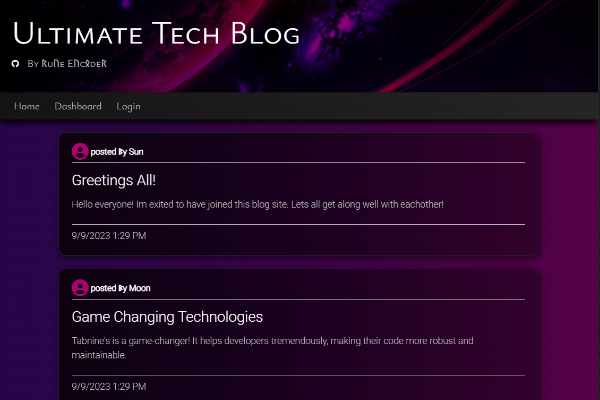 Ultimate Tech Blog
By Rune Encoder
Home Dashboard Login
posted By Sun
Greetings All!
Hello everyone! Im exited to have joined this blog site. Lets all get along well with eachother!
9/9/2023 1:29 PM
posted By Moon
Game Changing Technologies
Tabnine's is a game-changer! It helps developers tremendously, making their code more robust and
maintainable.
9/9/2023 1:29 PM